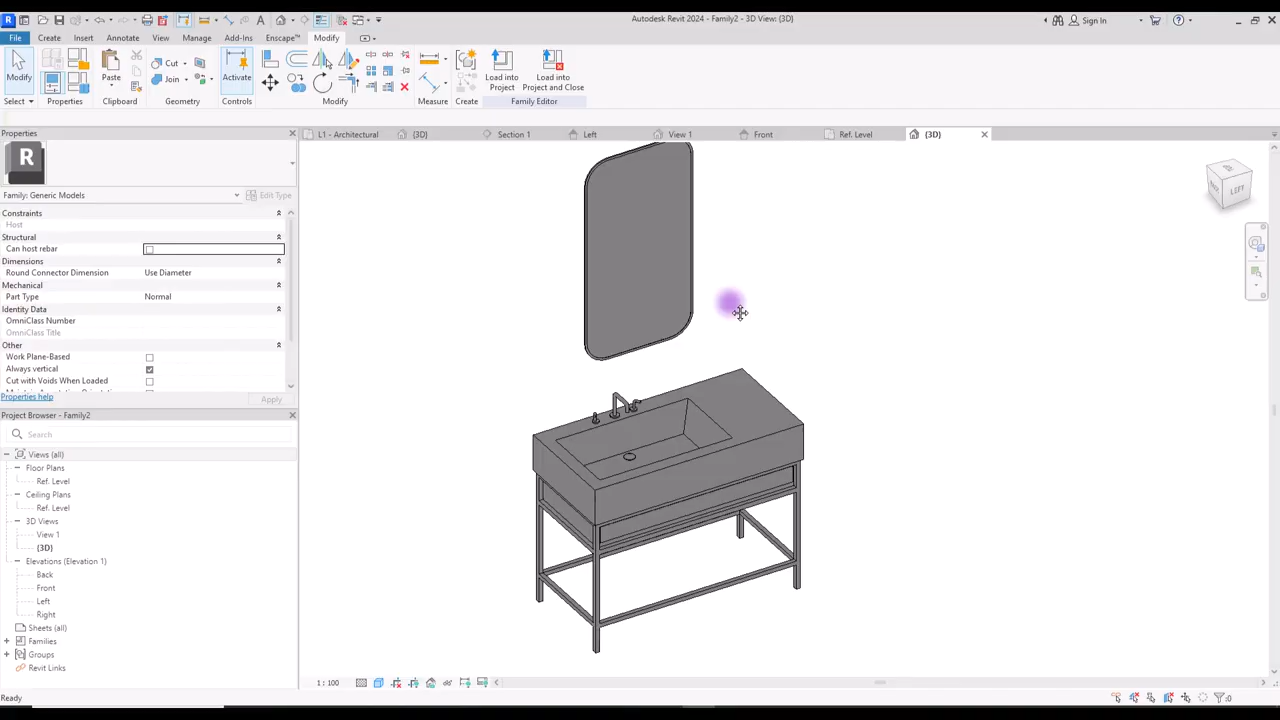 Autodesk Revit 2024 - Family2 - 3D View: {3D}
Sign In
File Create Insert Annotate View Manage Add-Ins Enscape™ Modify
Modify
Paste
Cut
Join
Activate
Load into
Project
Load into
Project and Close
Select Properties Clipboard Geometry Controls Modify Measure Create Family Editor
Properties
R
Family: Generic Models
Edit Type
Constraints
Host
Structural
Can host rebar
Dimensions
Round Connector Dimension Use Diameter
Mechanical
Part Type Normal
Identity Data
OmniClass Number
OmniClass Title
Other
Work Plane-Based
Always vertical
Cut with Voids When Loaded
Properties help
Apply
Project Browser - Family2
Search
Views (all)
Floor Plans
Ref. Level
Ceiling Plans
Ref. Level
3D Views
View 1
{3D}
Elevations (Elevation 1)
Back
Front
Left
Right
Sheets (all)
Families
Groups
Revit Links
L1 - Architectural {3D} Section 1 Left View 1 Front Ref. Level {3D}
LEFT
1 : 100
Ready
:0